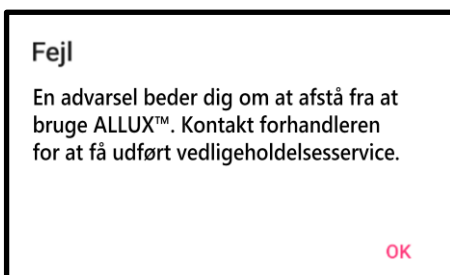 Fejl
En advarsel beder dig om at afstå fra at
bruge ALLUX™. Kontakt forhandleren
for at få udført vedligeholdelsesservice.
OK